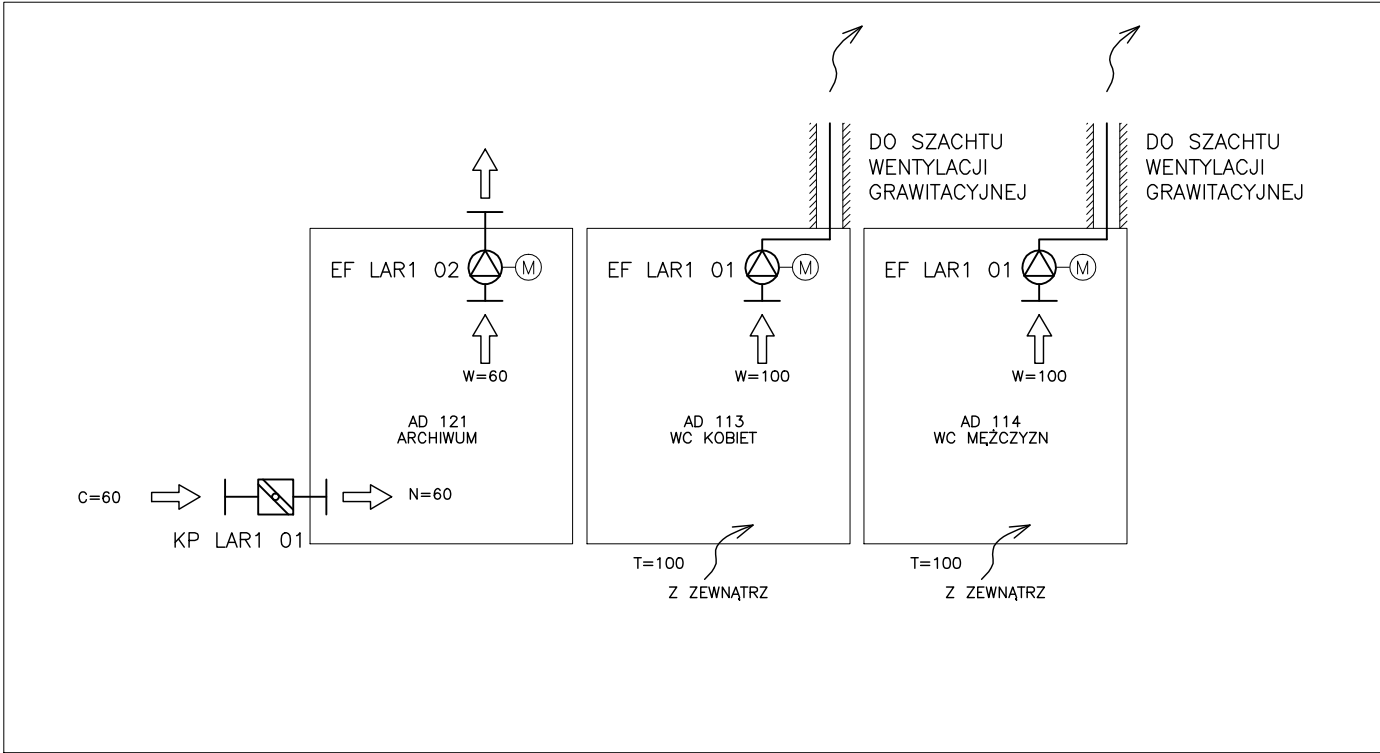 DO SZACHTU
WENTYLACJI
GRAWITACYJNEJ
DO SZACHTU
WENTYLACJI
GRAWITACYJNEJ
EF LAR1 02
M
EF LAR1 01
M
EF LAR1 01
M
W=60
W=100
W=100
AD 121
ARCHIWUM
AD 113
WC KOBIET
AD 114
WC MĘŻCZYZN
C=60
N=60
KP LAR1 01
T=100
Z ZEWNĄTRZ
T=100
Z ZEWNĄTRZ